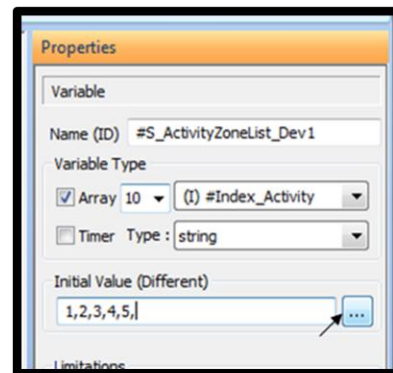 Properties
Variable
Name (ID) #S_ActivityZoneList_Dev1
Variable Type
Array 10 (I) #Index_Activity
Timer Type : string
Initial Value (Different)
1,2,3,4,5, ...
Limitations